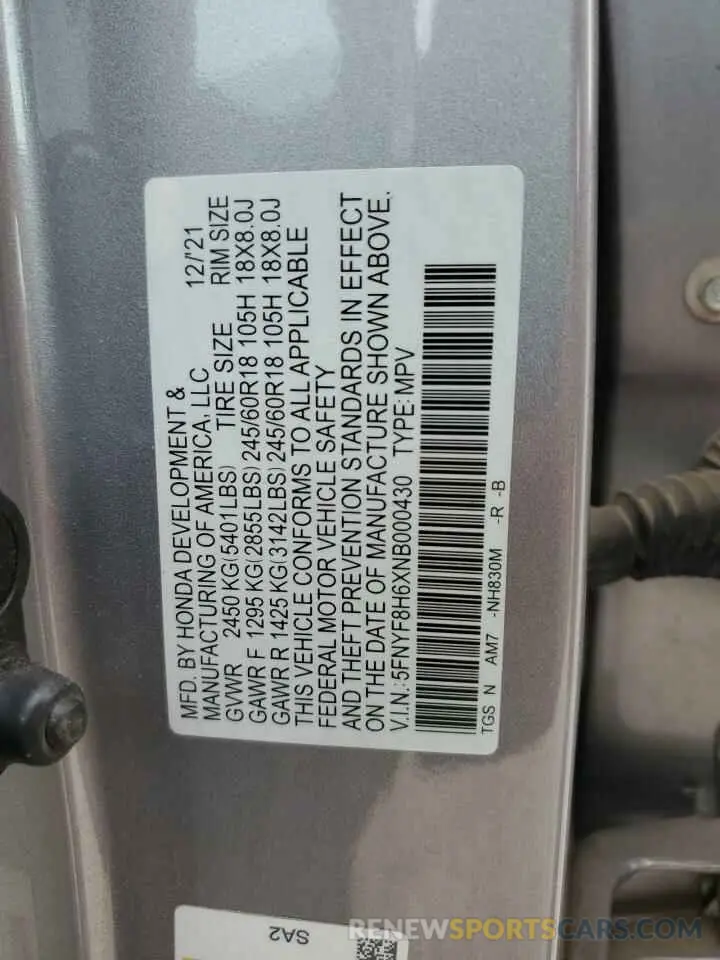 MFD. BY HONDA DEVELOPMENT &
MANUFACTURING OF AMERICA, LLC 12/'21
GVWR 2450 KG(5401LBS) TIRE SIZE RIM SIZE
GAWR F 1295 KG(2855LBS) 245/60R18 105H 18X8.0J
GAWR R 1425 KG(3142LBS) 245/60R18 105H 18X8.0J
THIS VEHICLE CONFORMS TO ALL APPLICABLE
FEDERAL MOTOR VEHICLE SAFETY
AND THEFT PREVENTION STANDARDS IN EFFECT
ON THE DATE OF MANUFACTURE SHOWN ABOVE.
V.I.N.: 5FNYF8H6XNB000430 TYPE: MPV
TGS N AM7 -NH830M -R -B
SA2
RENEWSPORTSCARS.COM